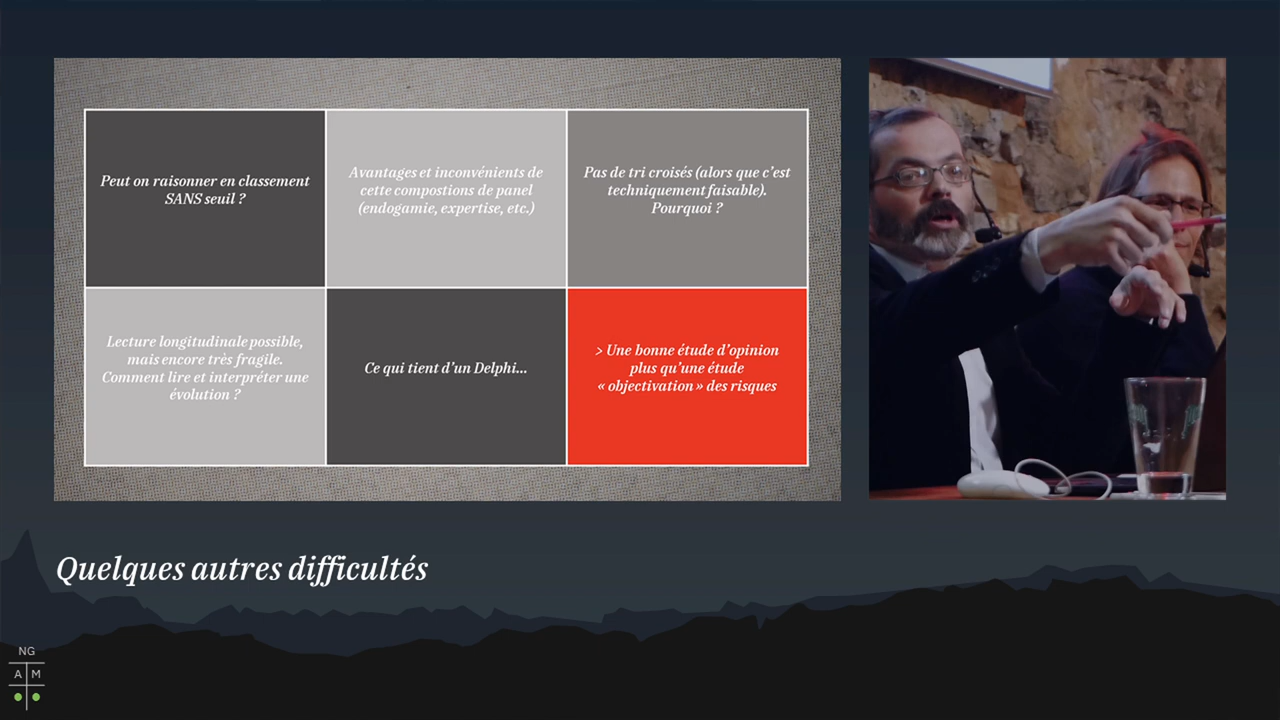 Peut on raisonner en classement
SANS seuil ?
Avantages et inconvénients de
cette compostions de panel
(endogamie, expertise, etc.)
Pas de tri croisés (alors que c’est
techniquement faisable).
Pourquoi ?
Lecture longitudinale possible,
mais encore très fragile.
Comment lire et interpréter une
évolution ?
Ce qui tient d’un Delphi...
> Une bonne étude d’opinion
plus qu’une étude
« objectivation » des risques
Quelques autres difficultés
NG
A M